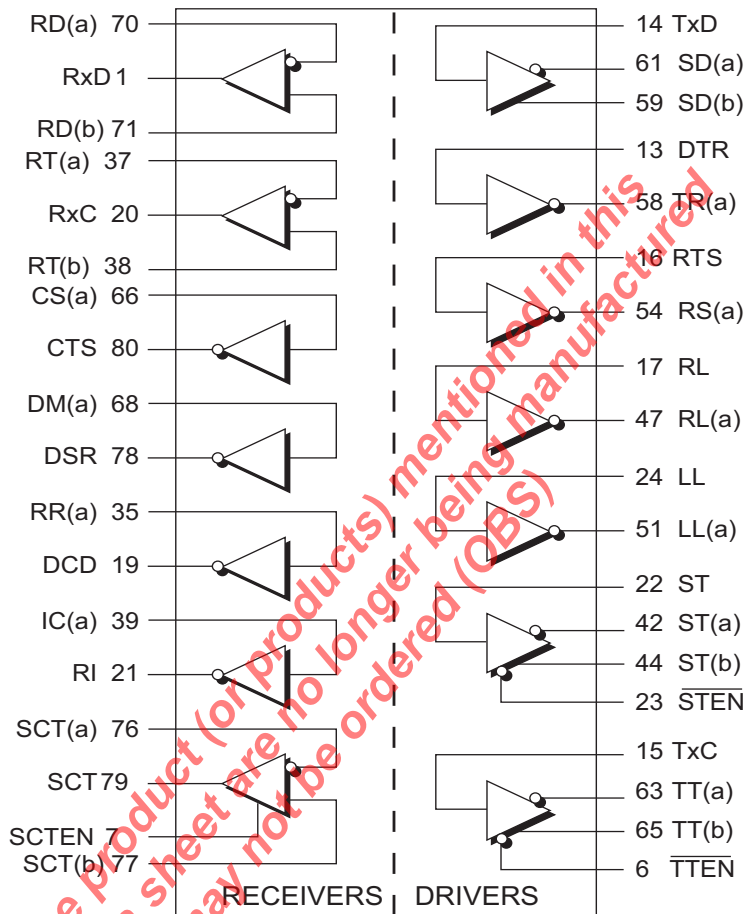 RD(a) 70
RxD 1
RD(b) 71
RT(a) 37
RxC 20
RT(b) 38
CS(a) 66
CTS 80
DM(a) 68
DSR 78
RR(a) 35
DCD 19
IC(a) 39
RI 21
SCT(a) 76
SCT 79
SCTEN 7
SCT(b) 77
RECEIVERS
14 TxD
61 SD(a)
59 SD(b)
13 DTR
58 TR(a)
16 RTS
54 RS(a)
17 RL
47 RL(a)
24 LL
51 LL(a)
22 ST
42 ST(a)
44 ST(b)
23 STEN
15 TxC
63 TT(a)
65 TT(b)
6 TTEN
DRIVERS
product (or products) mentioned in this
sheet are no longer being manufactured
may not be ordered (OBS)